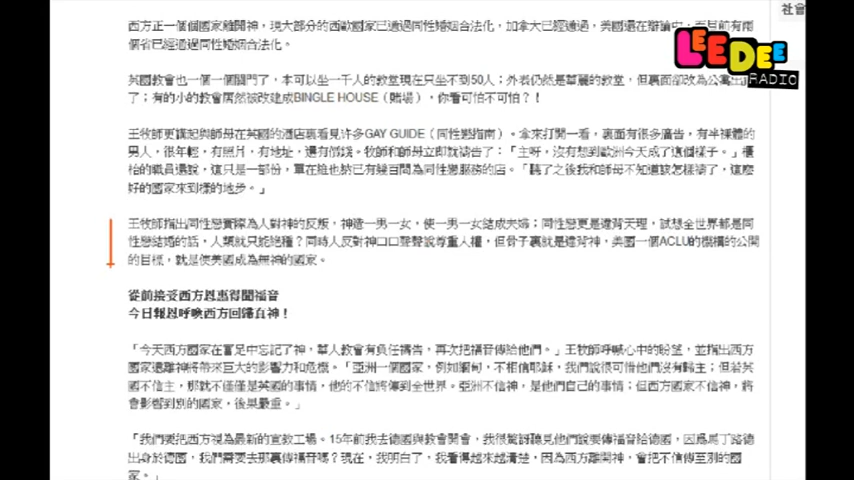 社會
LEEDEE
RADIO
西方正一個個國家離開神，現大部分的西歐國家已通過同性婚姻合法化，加拿大已經通過，美國還在辯論中，而目前有兩
個省已經通過同性婚姻合法化。
英國教會也一個一個關門了，本可以坐一千人的教堂現在只坐不到50人；外表仍然是華麗的教堂，但裏面卻改為公寓出
了；有的小的教會居然被改建成BINGLE HOUSE（賭場），你看可怕不可怕？！
王牧師更講起與師母在英國的酒店裏看見许多GAY GUIDE（同性戀指南）。拿來打開一看，裏面有很多廣告，有半裸體的
男人，很年輕，有照片，有地址，還有價錢。牧師和師母立即就禱告了：「主呀，沒有想到歐洲今天成了這個樣子。」櫃
枱的職員還說，這只是一部份，單在維也納已有幾百間為同性戀服務的店。「聽了之後我和師母不知道該怎樣禱了，這麼
好的國家來到樣的地步。」
王牧師指出同性戀實際為人對神的反叛，神造一男一女，使一男一女結成夫婦；同性戀更是違背天理，試想全世界都是同
性戀結婚的話，人類就只能絕種？同時人反對神口口聲聲說尊重人權，但骨子裏就是違背神，美國一個ACLU的機構的公開
的目標，就是使美國成為無神的國家。
從前接受西方恩惠得聞福音
今日報恩呼喚西方回歸真神！
「今天西方國家在富足中忘記了神，華人教會有負任禱告，再次把福音傳給他們。」王牧師呼喊心中的盼望，並指出西方
國家遠離神將帶來巨大的影響力和危機。「亞洲一個國家，例如緬甸，不相信耶穌，我們說很可惜他們沒有歸主；但若英
國不信主，那就不僅僅是英國的事情，他的不信將傳到全世界。亞洲不信神，是他們自己的事情；但西方國家不信神，將
會影響到別的國家，後果嚴重。」
「我們要把西方視為最新的宣教工場。15年前我去德國與教會開會，我很驚訝聽見他們說要傳福音給德國，因為馬丁路德
出身於德國，我們需要去那裏傳福音嗎？現在，我明白了，我看得越來越清楚，因為西方離開神，會把不信傳至別的國
家。」